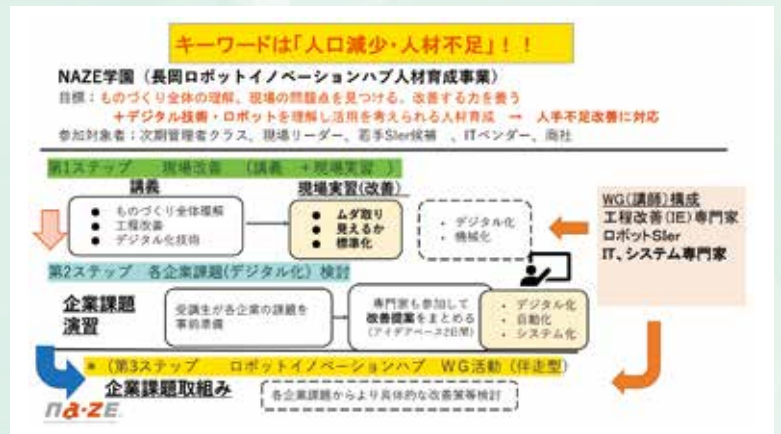 キーワードは「人口減少・人材不足」！！
NAZE学園（長岡ロボットイノベーションハブ人材育成事業）
目標：ものづくり全体の理解、現場の問題点を見つける。改善する力を養う
＋デジタル技術・ロボットを理解し活用を考えられる人材育成 → 人手不足改善に対応
参加対象者：次期管理者クラス、現場リーダー、若手SIer候補 、ITベンダー、商社
第1ステップ 現場改善 （講義 ＋現場実習 ）
講義
● ものづくり全体理解
● 工程改善
● デジタル化技術
現場実習(改善)
● ムダ取り
● 見えるか
● 標準化
・ デジタル化
・ 機械化
WG(講師)構成
工程改善(IE)専門家
ロボットSIer
IT、システム専門家
第2ステップ 各企業課題(デジタル化)検討
企業課題
演習
受講生が各企業の課題を
事前準備
専門家も参加して
改善提案をまとめる
(アイデアベース2日間)
・ デジタル化
・ 自動化
・ システム化
＊（第3ステップ ロボットイノベーションハブ WG活動（伴走型）
企業課題取組み
各企業課題からより具体的な改善策等検討
na·ze